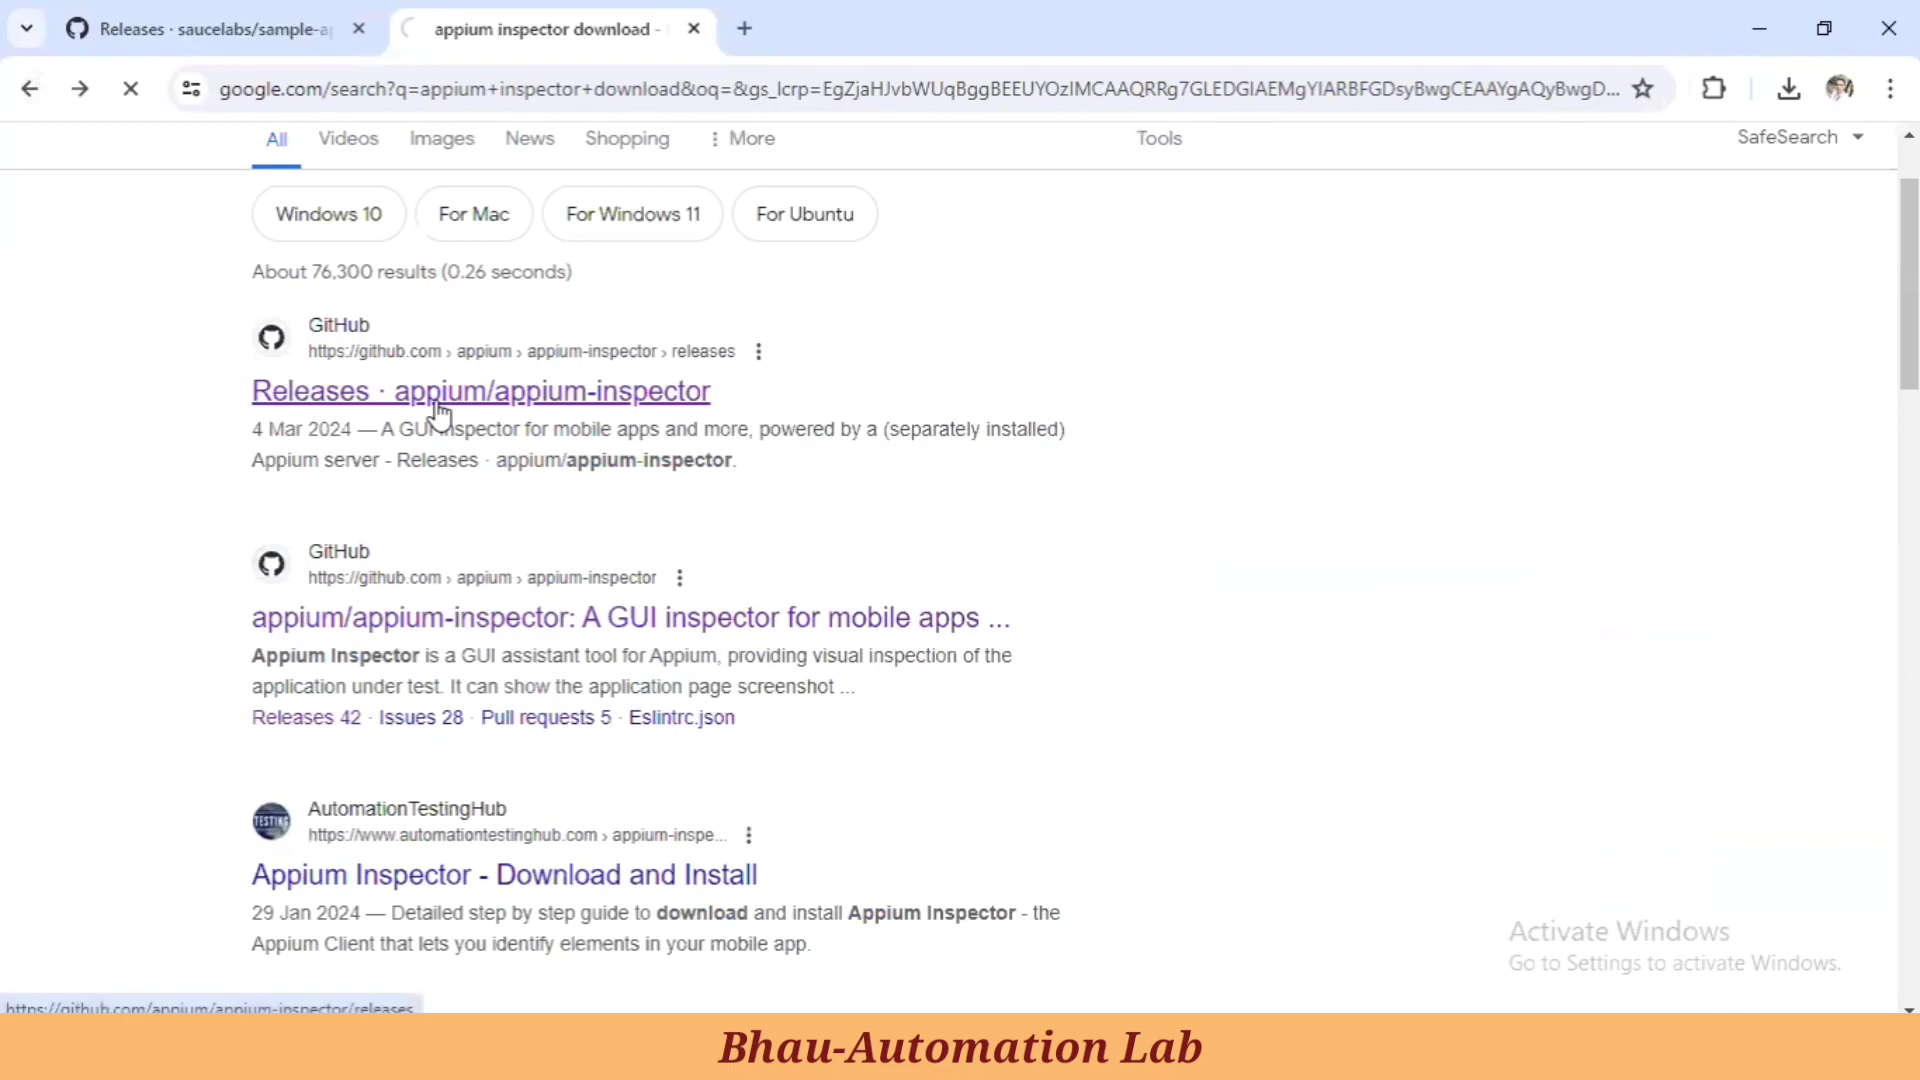 Releases · saucelabs/sample-a
appium inspector download -
google.com/search?q=appium+inspector+download&oq=&gs_lcrp=EgZjaHJvbWUqBggBEEUYOzIMCAAQRRg7GLEDGIAEMgYIARBFGDsyBwgCEAAYgAQyBwgD...
All Videos Images News Shopping More Tools SafeSearch
Windows 10 For Mac For Windows 11 For Ubuntu
About 76,300 results (0.26 seconds)
GitHub
https://github.com › appium › appium-inspector › releases
Releases · appium/appium-inspector
4 Mar 2024 — A GUI inspector for mobile apps and more, powered by a (separately installed)
Appium server - Releases · appium/appium-inspector.
GitHub
https://github.com › appium › appium-inspector
appium/appium-inspector: A GUI inspector for mobile apps ...
Appium Inspector is a GUI assistant tool for Appium, providing visual inspection of the
application under test. It can show the application page screenshot ...
Releases 42 · Issues 28 · Pull requests 5 · Eslintrc.json
TESTING
AutomationTestingHub
https://www.automationtestinghub.com › appium-inspe...
Appium Inspector - Download and Install
29 Jan 2024 — Detailed step by step guide to download and install Appium Inspector - the
Appium Client that lets you identify elements in your mobile app.
Activate Windows
Go to Settings to activate Windows.
https://github.com/appium/appium-inspector/releases
Bhau-Automation Lab